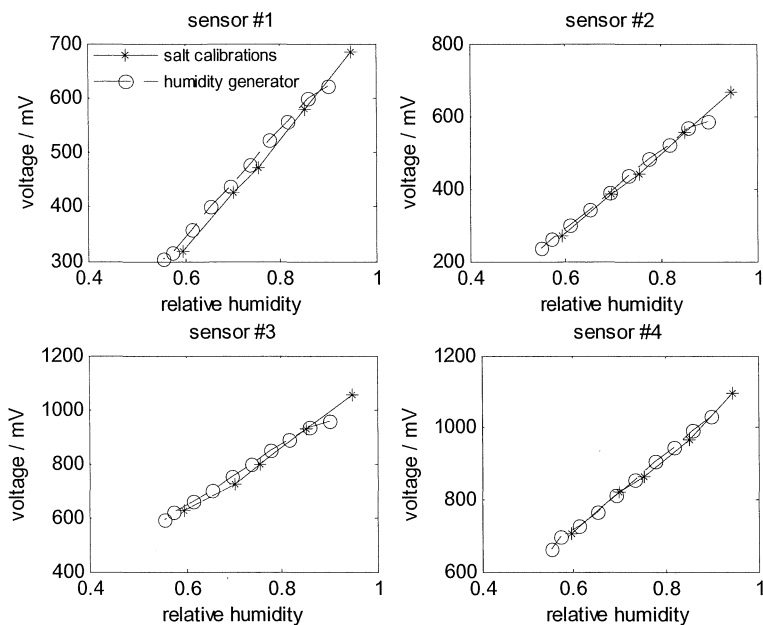 sensor #1
700
600
500
400
300
0.4
0.6
0.8
1
voltage / mV
relative humidity
salt calibrations
humidity generator
sensor #2
800
600
400
200
0.4
0.6
0.8
1
voltage / mV
relative humidity
sensor #3
1200
1000
800
600
400
0.4
0.6
0.8
1
voltage / mV
relative humidity
sensor #4
1200
1000
800
600
0.4
0.6
0.8
1
voltage / mV
relative humidity